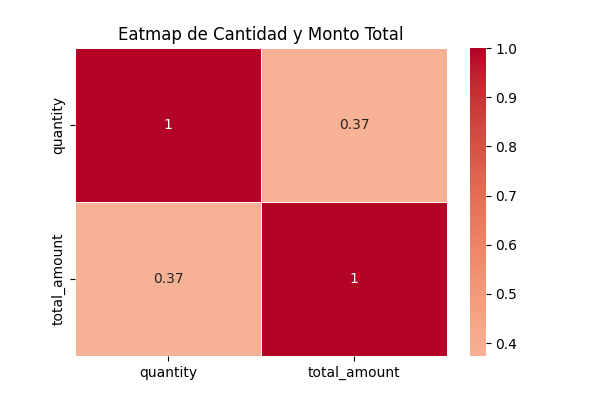 Eatmap de Cantidad y Monto Total
quantity
1
0.37
total_amount
0.37
1
quantity
total_amount
1.0
0.9
0.8
0.7
0.6
0.5
0.4